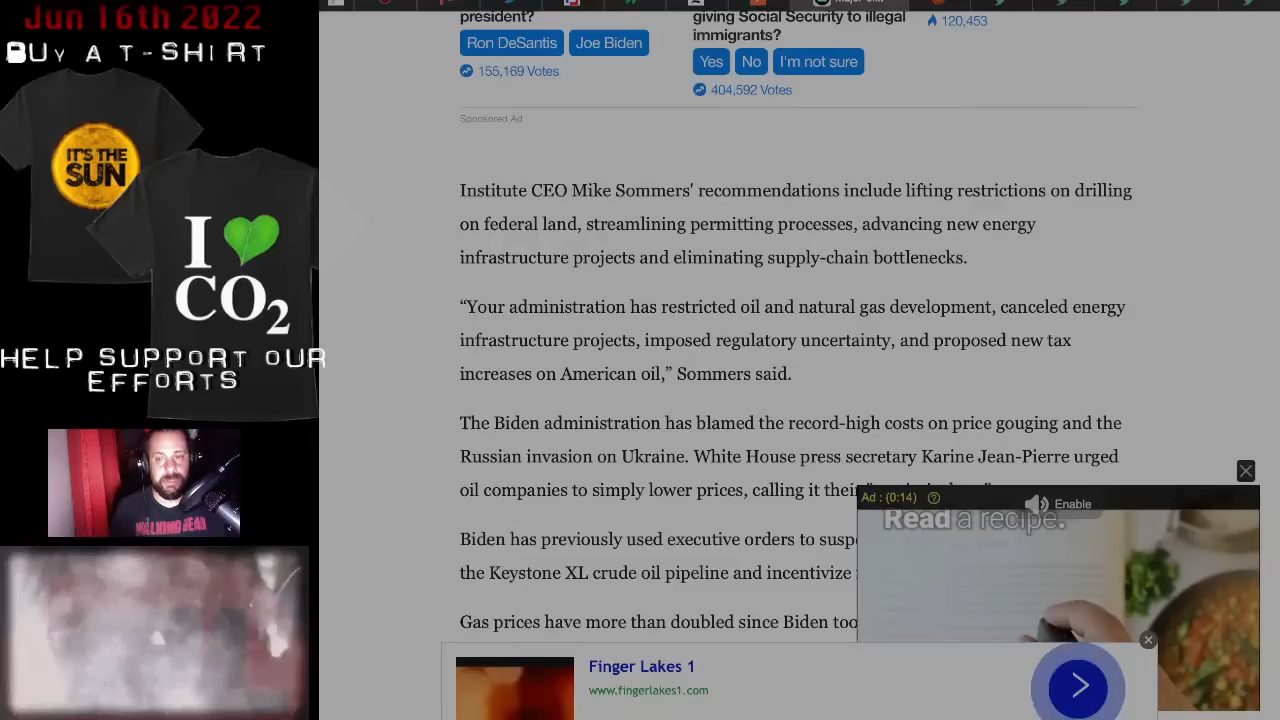 Jun 16th 2022
BUY A T-SHIRT
IT'S THE
SUN
I
CO2
HELP SUPPORT OUR
EFFORTS
WALKING DEAD
president?
Ron DeSantis
Joe Biden
155,169 Votes
giving Social Security to illegal
immigrants?
Yes
No
I'm not sure
404,592 Votes
120,453
Sponsored Ad
Institute CEO Mike Sommers' recommendations include lifting restrictions on drilling
on federal land, streamlining permitting processes, advancing new energy
infrastructure projects and eliminating supply-chain bottlenecks.
“Your administration has restricted oil and natural gas development, canceled energy
infrastructure projects, imposed regulatory uncertainty, and proposed new tax
increases on American oil,” Sommers said.
The Biden administration has blamed the record-high costs on price gouging and the
Russian invasion on Ukraine. White House press secretary Karine Jean-Pierre urged
oil companies to simply lower prices, calling it their
Biden has previously used executive orders to susp
the Keystone XL crude oil pipeline and incentivize
Gas prices have more than doubled since Biden too
Ad : (0:14)
Enable
Read a recipe.
Finger Lakes 1
www.fingerlakes1.com